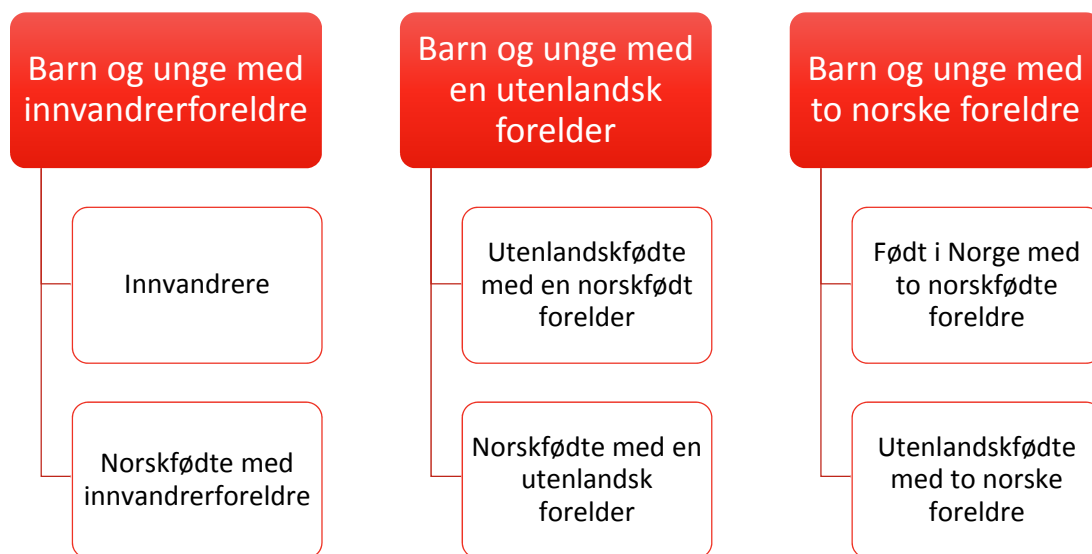 Barn og unge med
innvandrerforeldre
Innvandrere
Norskfødte med
innvandrerforeldre
Barn og unge med
en utenlandsk
forelder
Utenlandskfødte
med en norskfødt
forelder
Norskfødte med en
utenlandsk
forelder
Barn og unge med
to norske foreldre
Født i Norge med
to norskfødte
foreldre
Utenlandskfødte
med to norske
foreldre